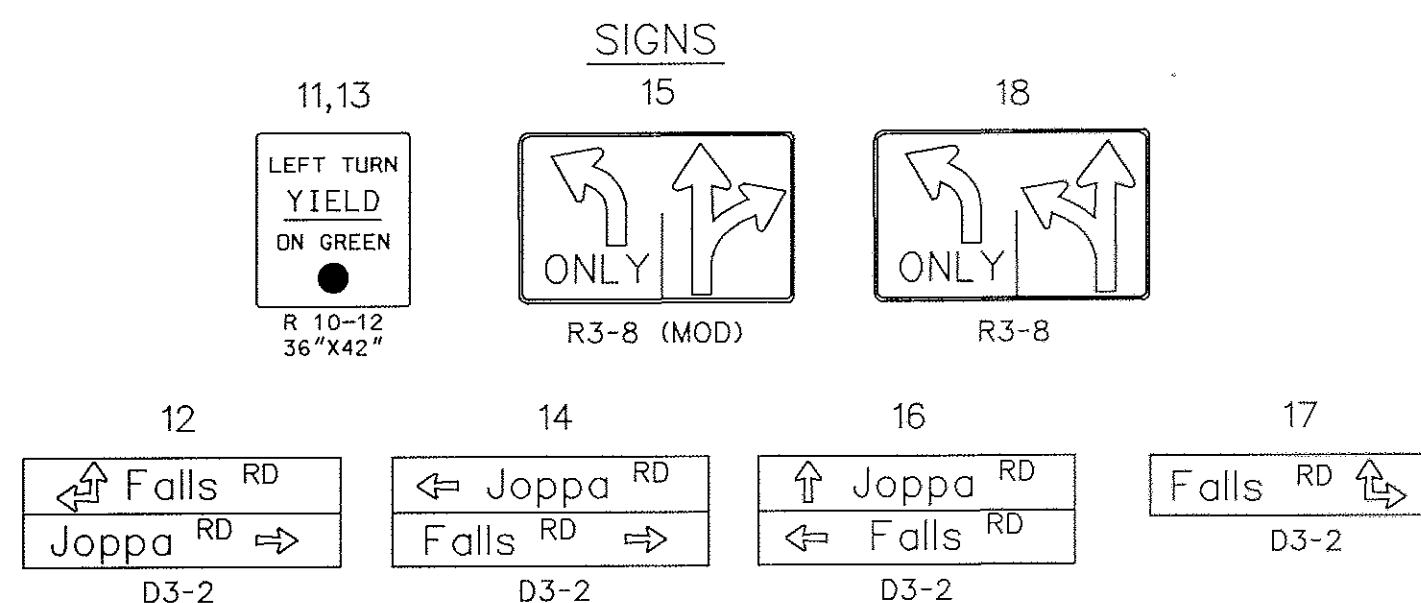 SIGNS
11,13
15
18
LEFT TURN
YIELD
ON GREEN
R 10-12
36"X42"
ONLY
R3-8 (MOD)
ONLY
R3-8
12
14
16
17
Falls RD
Joppa RD
D3-2
Joppa RD
Falls RD
D3-2
Joppa RD
Falls RD
D3-2
Falls RD
D3-2